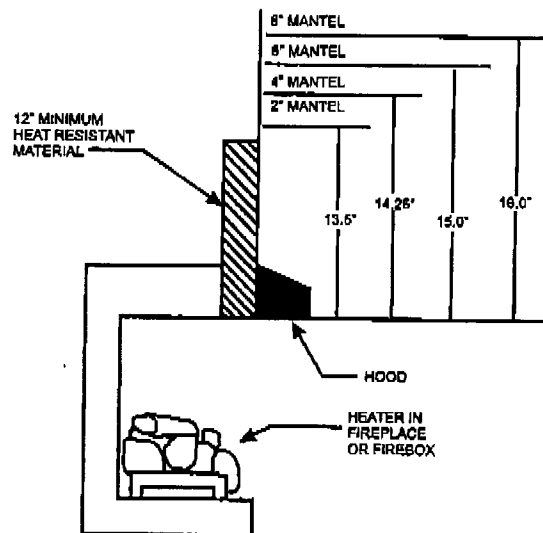 8" MANTEL
6" MANTEL
4" MANTEL
2" MANTEL
12" MINIMUM
HEAT RESISTANT
MATERIAL
13.5"
14.25"
15.0"
16.0"
HOOD
HEATER IN
FIREPLACE
OR FIREBOX